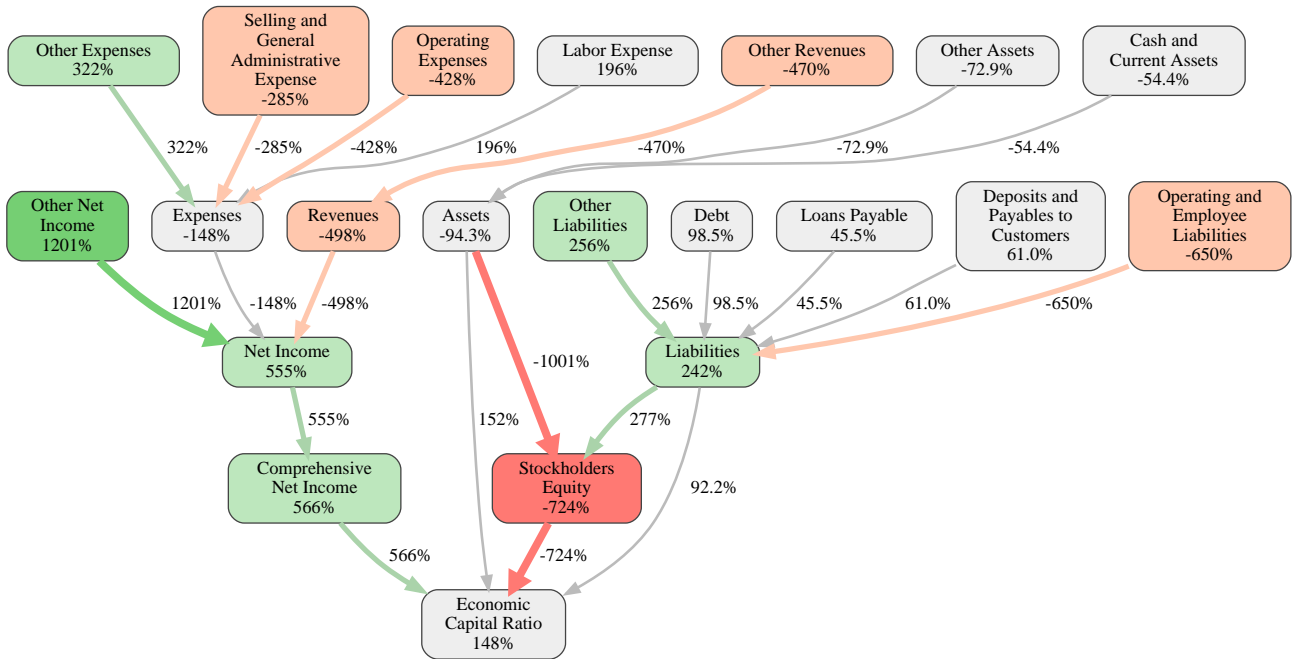 Other Expenses
322%
Selling and
General
Administrative
Expense
-285%
Operating
Expenses
-428%
Labor Expense
196%
Other Revenues
-470%
Other Assets
-72.9%
Cash and
Current Assets
-54.4%
322%
-285%
-428%
196%
-470%
-72.9%
-54.4%
Other Net
Income
1201%
Expenses
-148%
Revenues
-498%
Assets
-94.3%
Other
Liabilities
256%
Debt
98.5%
Loans Payable
45.5%
Deposits and
Payables to
Customers
61.0%
Operating and
Employee
Liabilities
-650%
1201%
-148%
-498%
256%
98.5%
45.5%
61.0%
-650%
Net Income
555%
Liabilities
242%
-1001%
555%
152%
277%
Comprehensive
Net Income
566%
Stockholders
Equity
-724%
92.2%
566%
-724%
Economic
Capital Ratio
148%